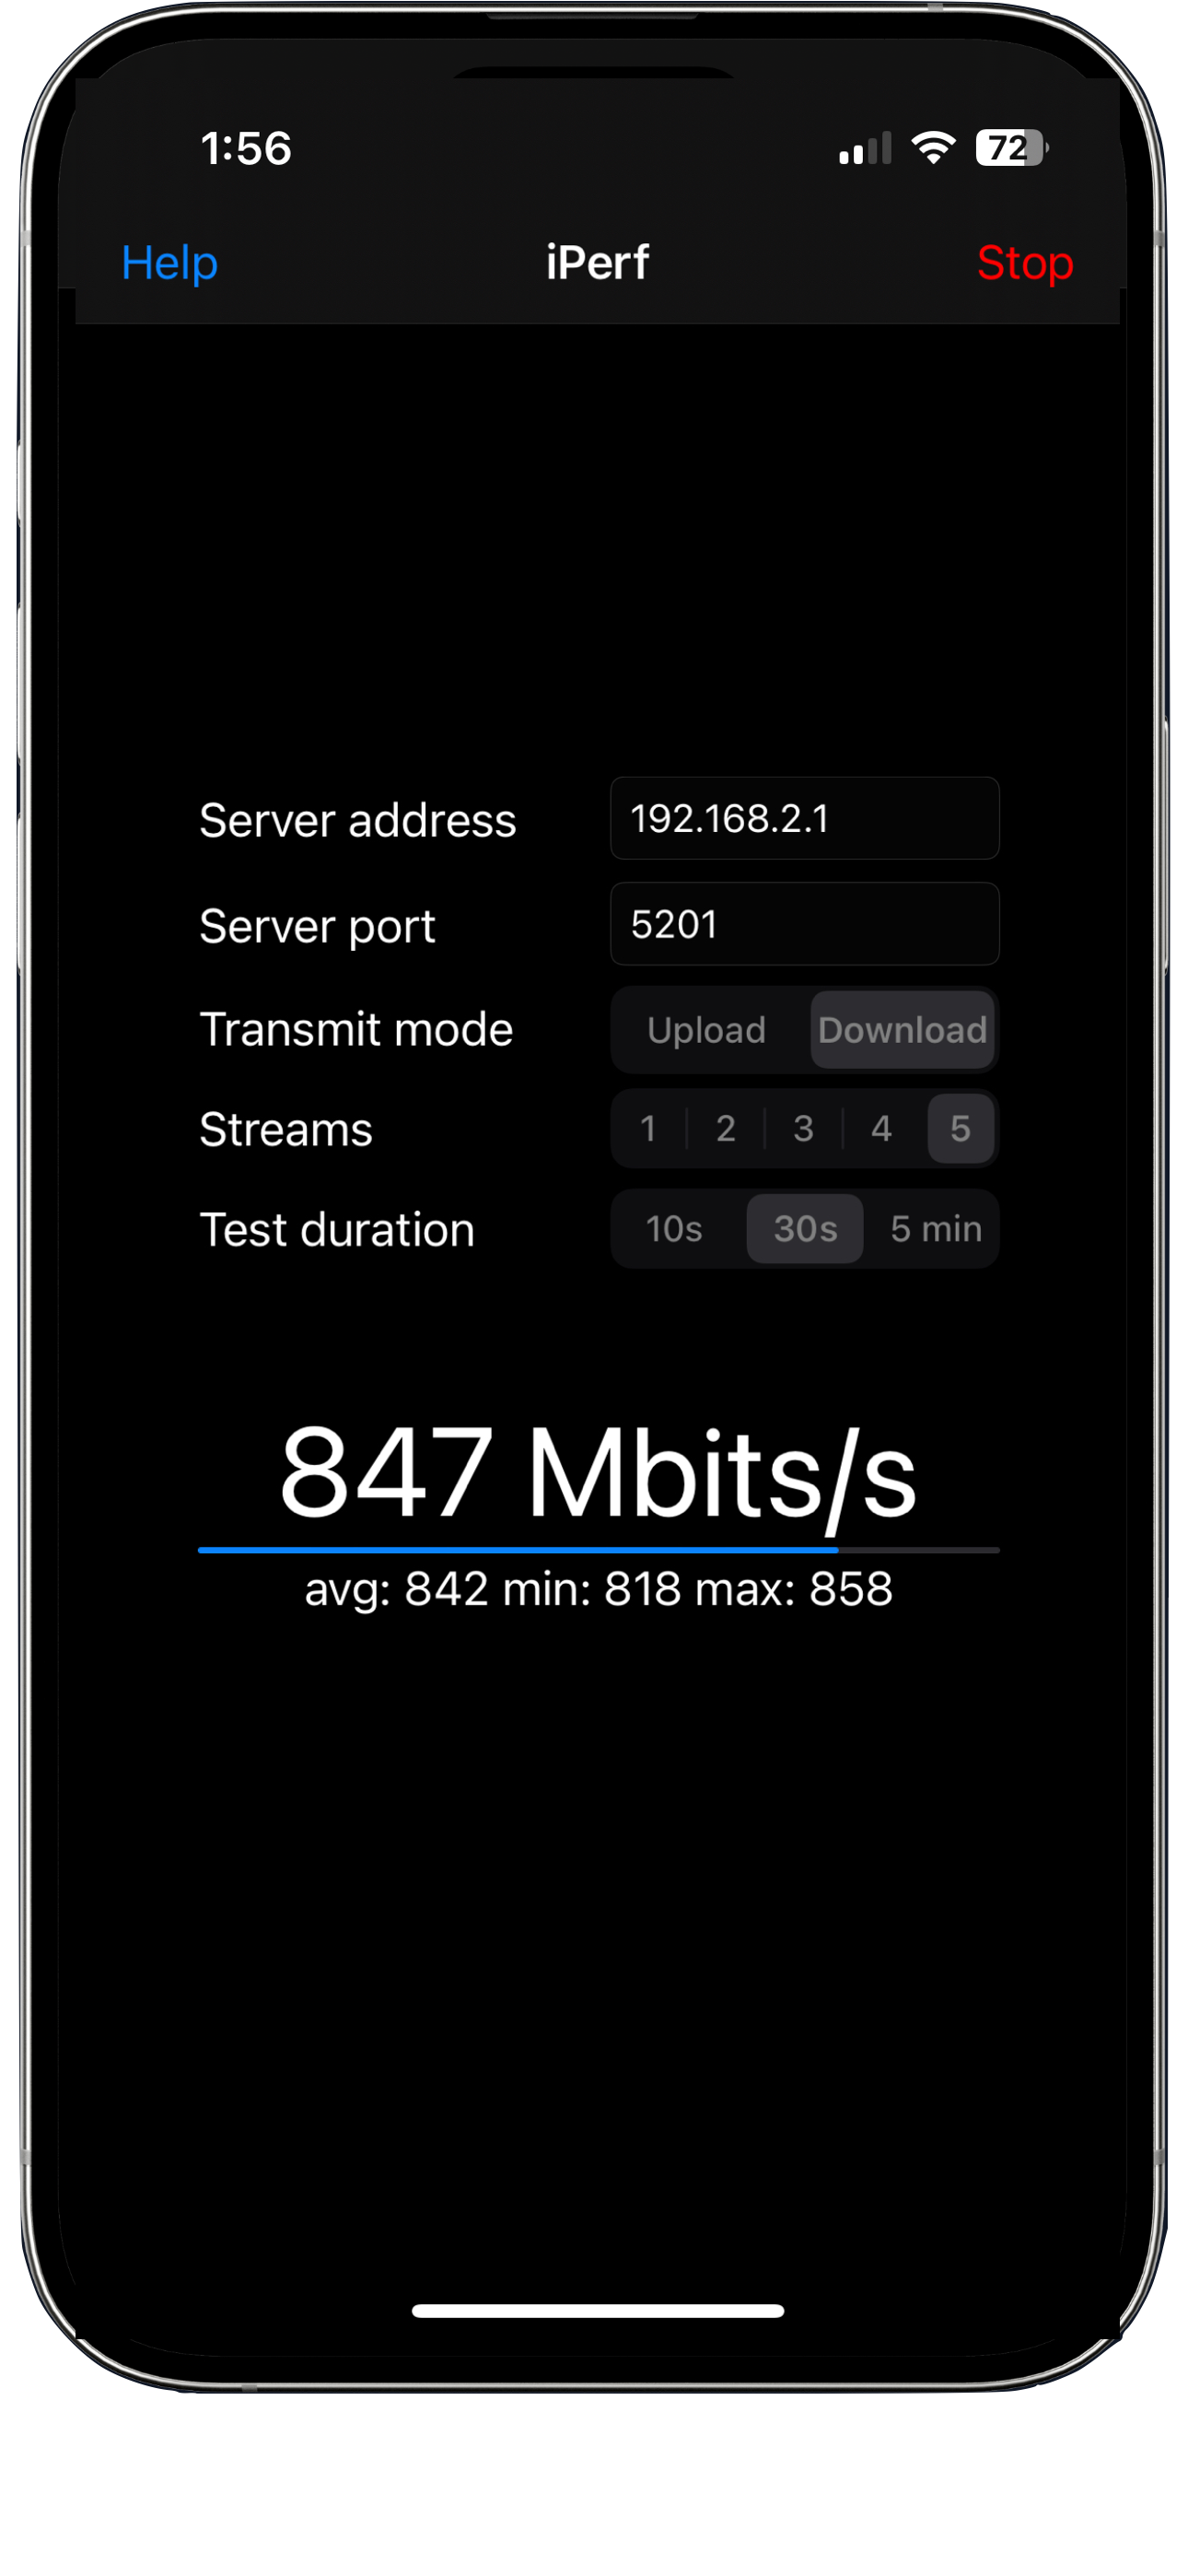 1:56 72
Help iPerf Stop
Server address 192.168.2.1
Server port 5201
Transmit mode Upload Download
Streams 1 2 3 4 5
Test duration 10s 30s 5 min
847 Mbits/s
avg: 842 min: 818 max: 858